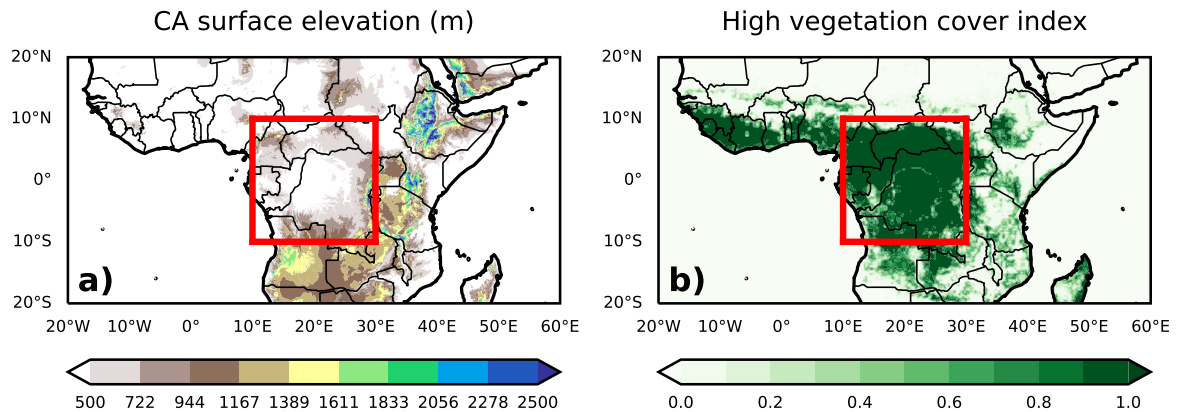 CA surface elevation (m)
20°N
10°N
0°
10°S
20°S
a)
20°W 10°W 0° 10°E 20°E 30°E 40°E 50°E 60°E
500 722 944 1167 1389 1611 1833 2056 2278 2500
High vegetation cover index
20°N
10°N
0°
10°S
20°S
b)
20°W 10°W 0° 10°E 20°E 30°E 40°E 50°E 60°E
0.0 0.2 0.4 0.6 0.8 1.0